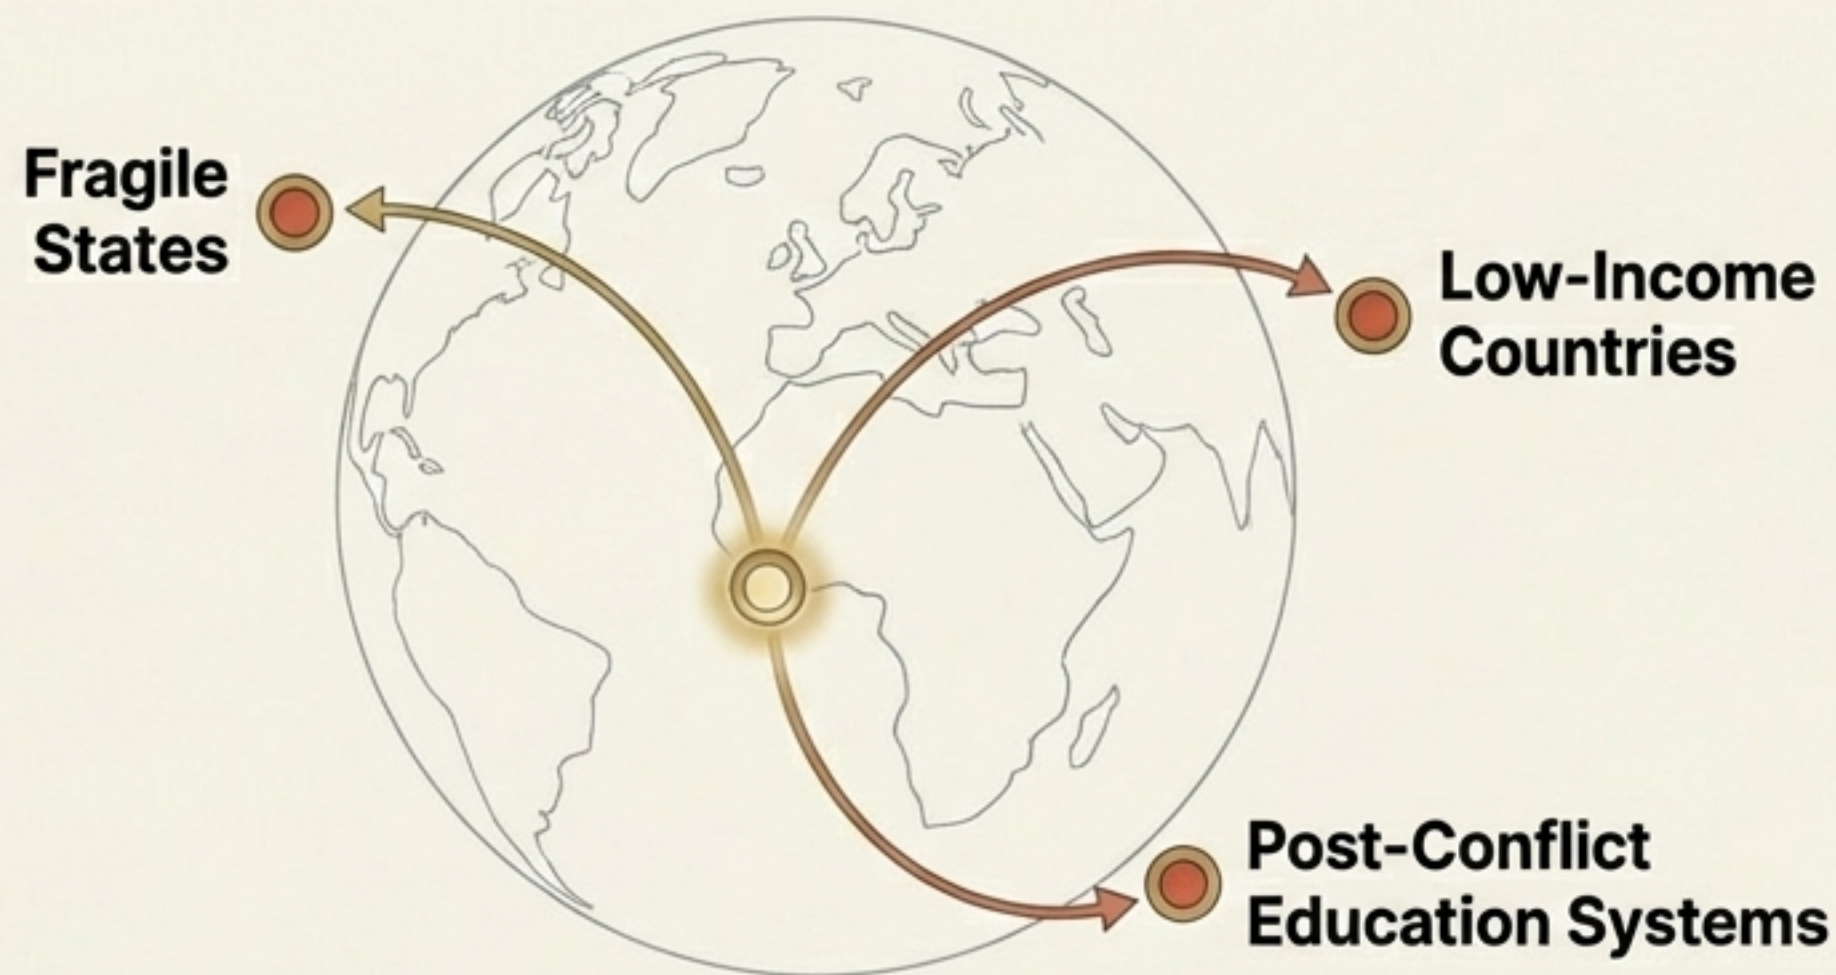 Fragile
States
Low-Income
Countries
Post-Conflict
Education Systems